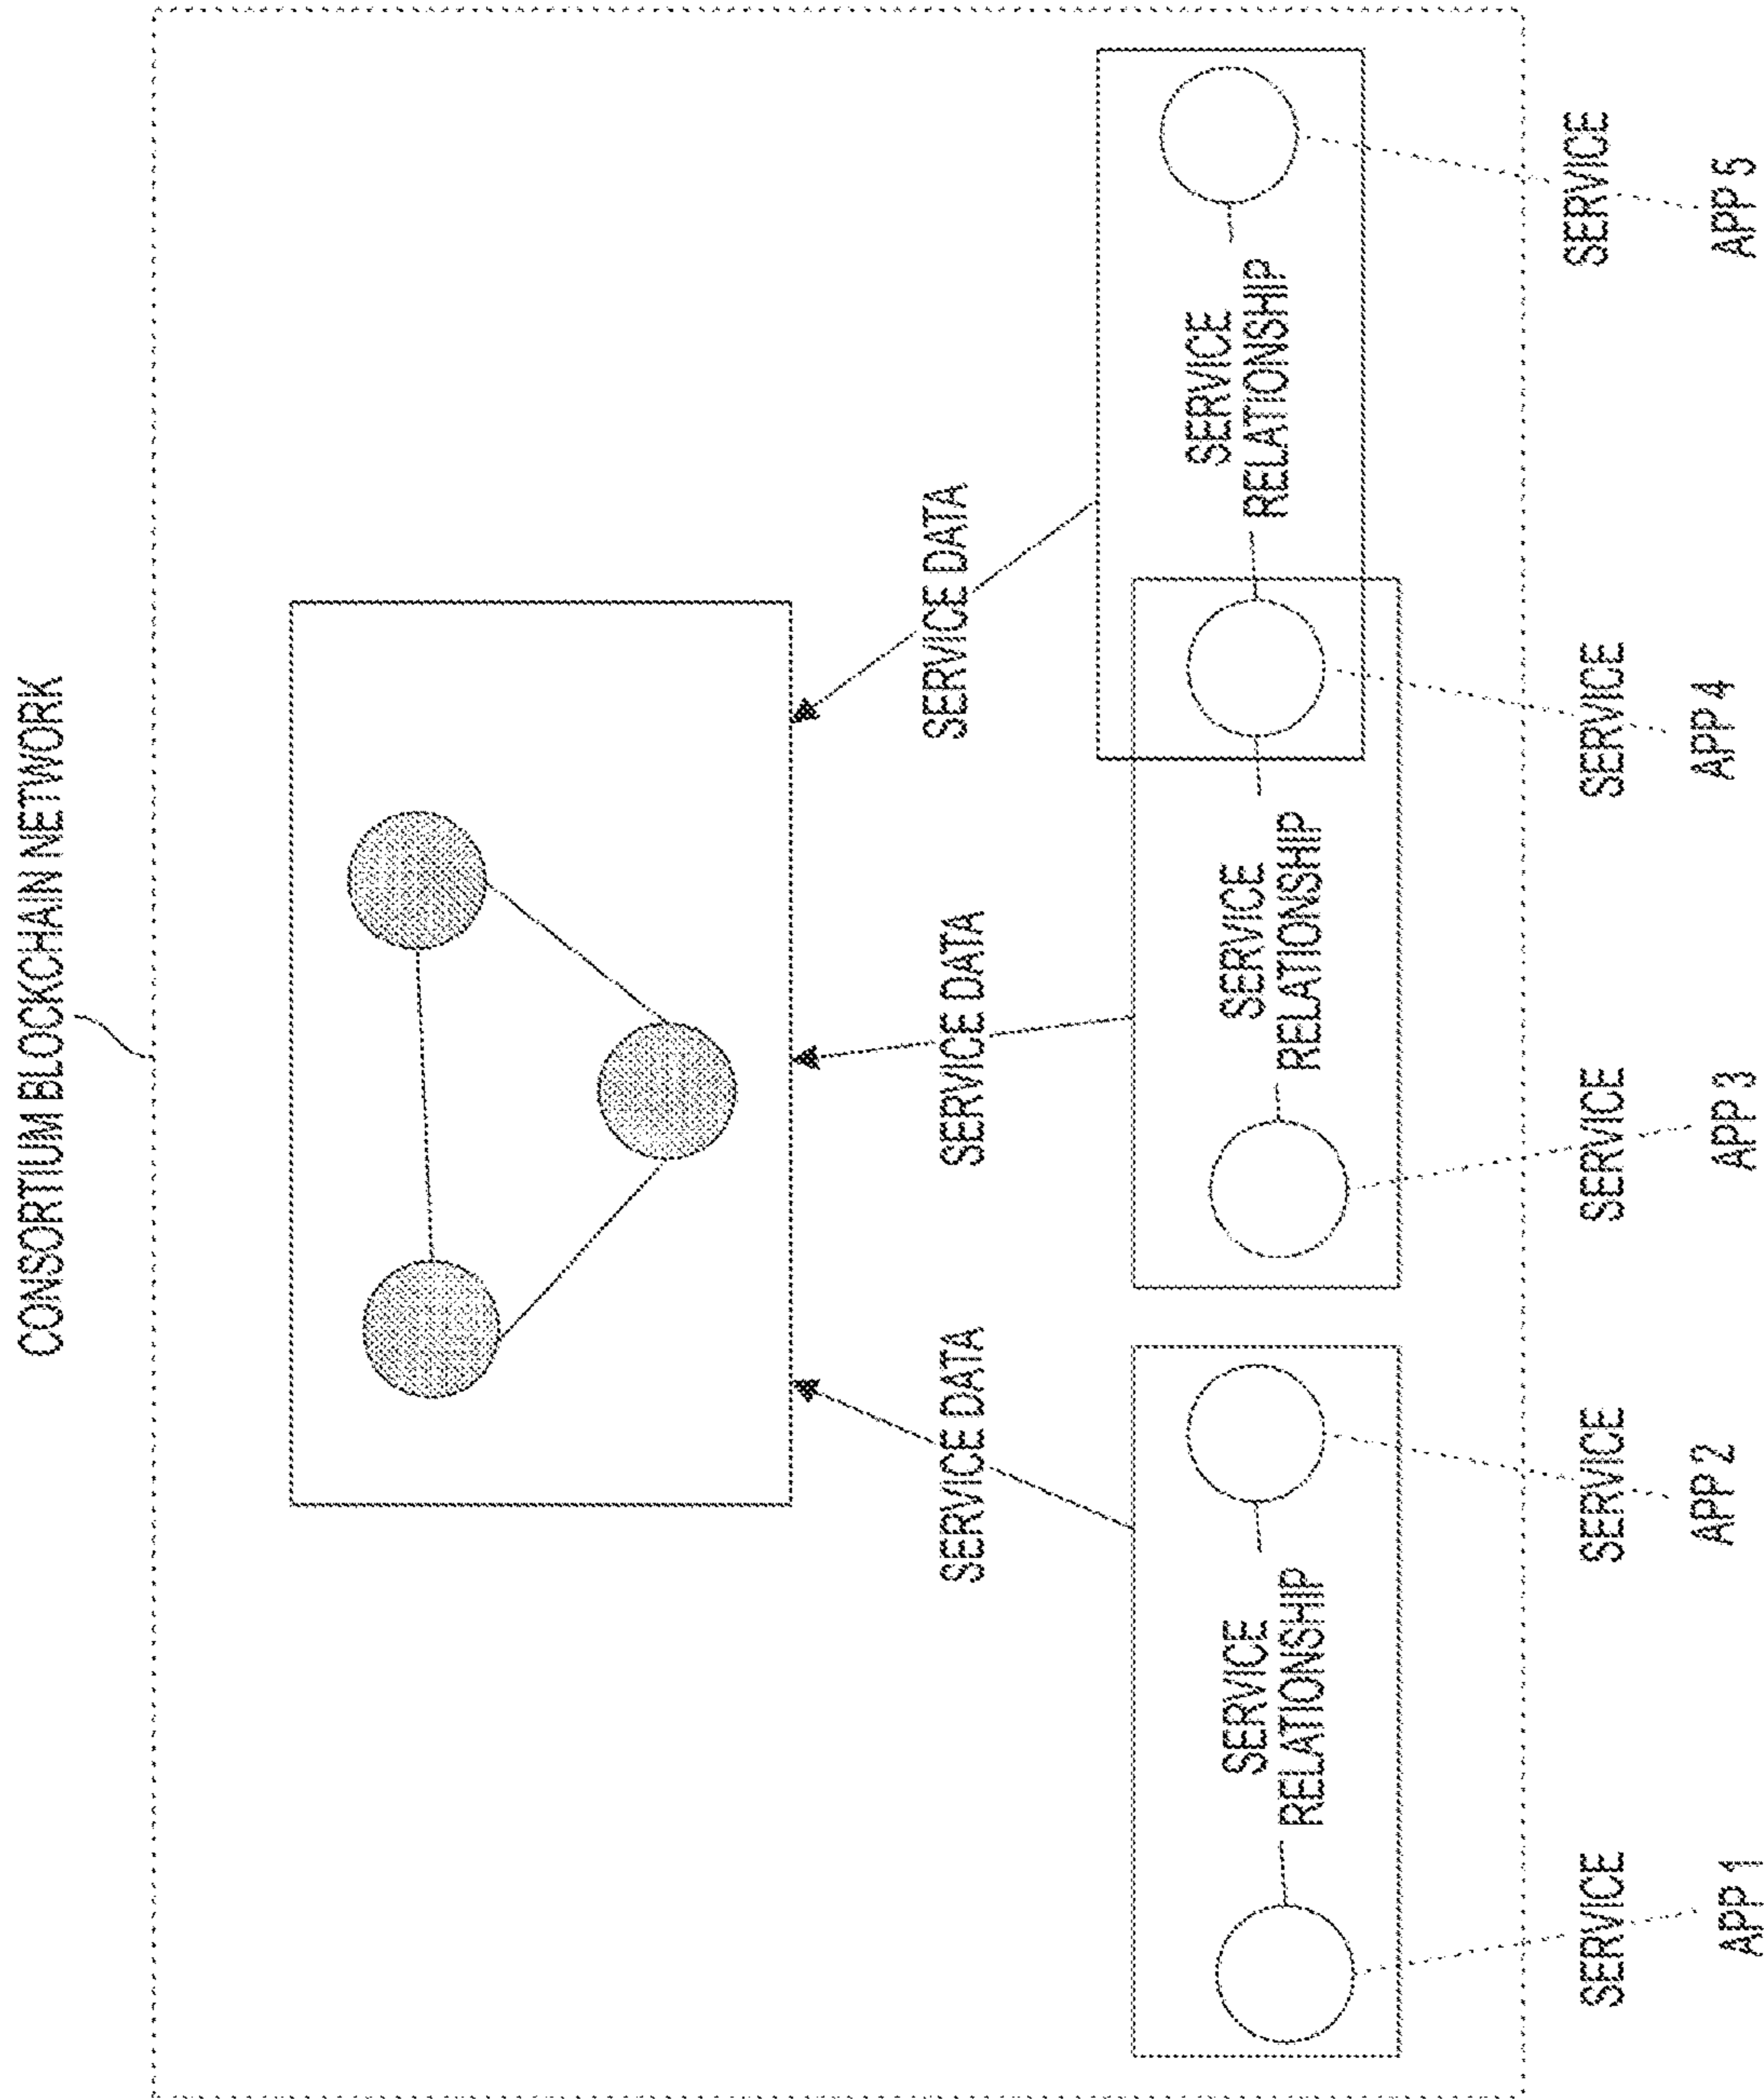 CONSORTIUM BLOCKCHAIN NETWORK
SERVICE DATA
SERVICE DATA
SERVICE DATA
SERVICE
RELATIONSHIP
SERVICE
RELATIONSHIP
SERVICE
RELATIONSHIP
SERVICE
SERVICE
SERVICE
SERVICE
SERVICE
APP 1
APP 2
APP 3
APP 4
APP 5